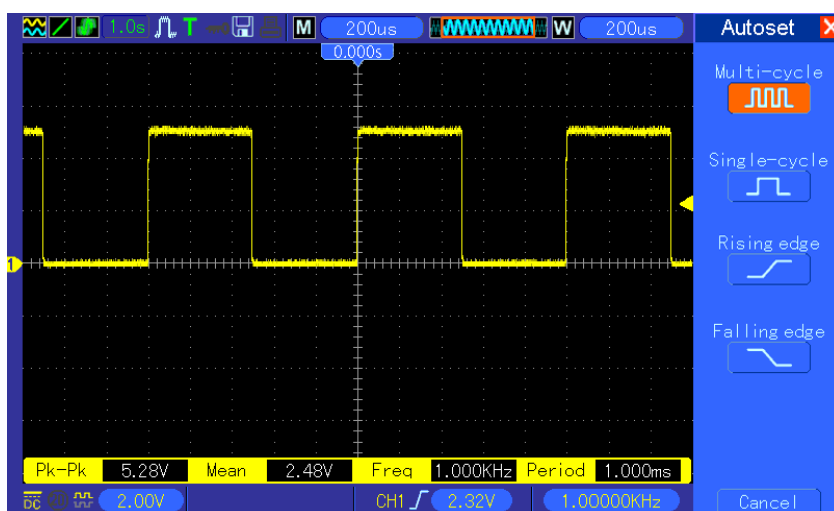 1.0s T M 200us W 200us Autoset X
0.000s
Multi-cycle
Single-cycle
1
Rising edge
Falling edge
Pk-Pk 5.28V Mean 2.48V Freq 1.000KHz Period 1.000ms
DC 2.00V CH1 2.32V 1.00000KHz Cancel